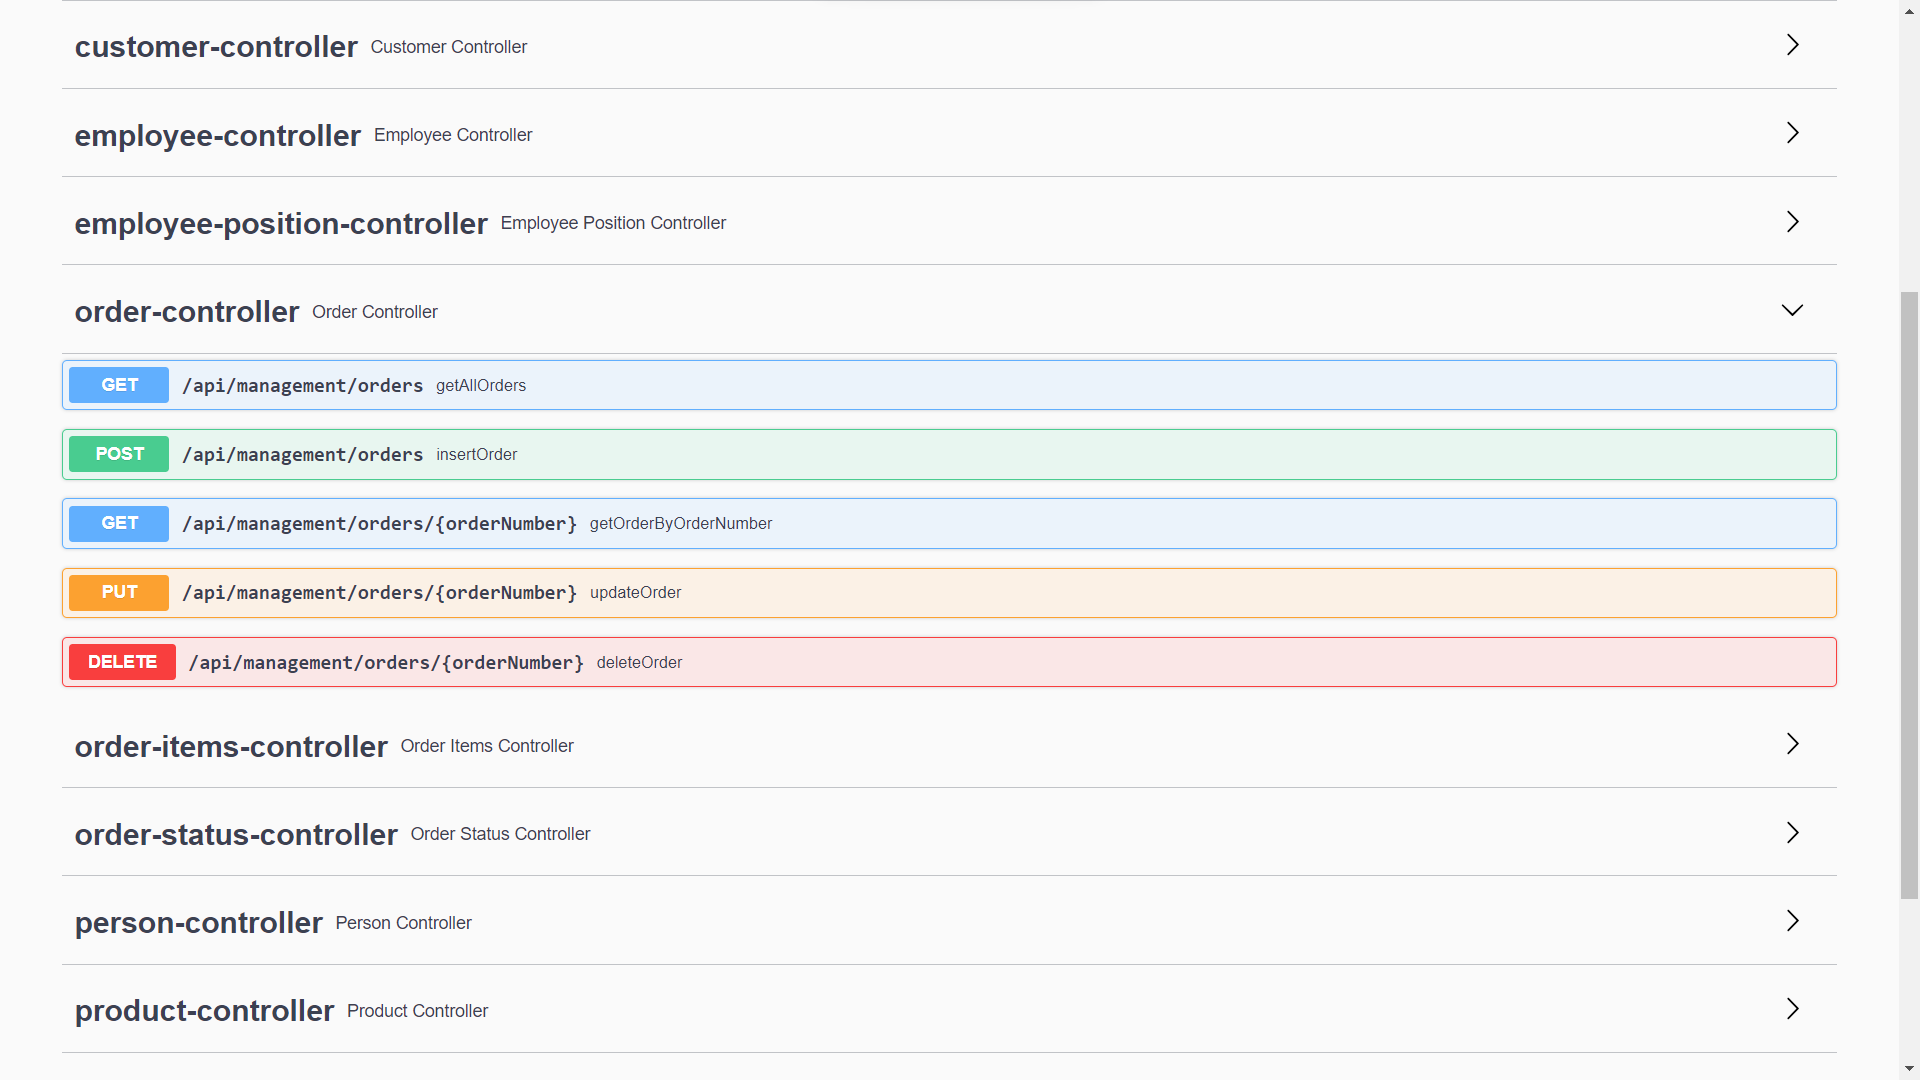 customer-controller Customer Controller
employee-controller Employee Controller
employee-position-controller Employee Position Controller
order-controller Order Controller
GET /api/management/orders getAllOrders
POST /api/management/orders insertOrder
GET /api/management/orders/{orderNumber} getOrderByOrderNumber
PUT /api/management/orders/{orderNumber} updateOrder
DELETE /api/management/orders/{orderNumber} deleteOrder
order-items-controller Order Items Controller
order-status-controller Order Status Controller
person-controller Person Controller
product-controller Product Controller